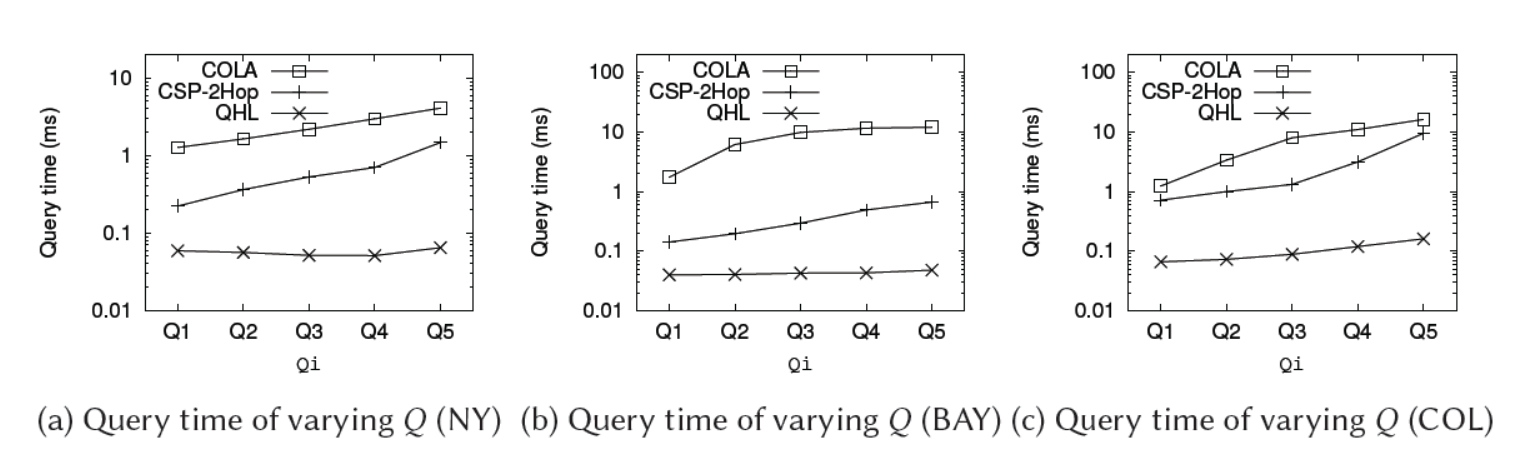 COLA
CSP-2Hop
QHL
10
1
0.1
0.01
Query time (ms)
Q1 Q2 Q3 Q4 Q5
Qi
(a) Query time of varying Q (NY)
COLA
CSP-2Hop
QHL
100
10
1
0.1
0.01
Query time (ms)
Q1 Q2 Q3 Q4 Q5
Qi
(b) Query time of varying Q (BAY)
COLA
CSP-2Hop
QHL
100
10
1
0.1
0.01
Query time (ms)
Q1 Q2 Q3 Q4 Q5
Qi
(c) Query time of varying Q (COL)